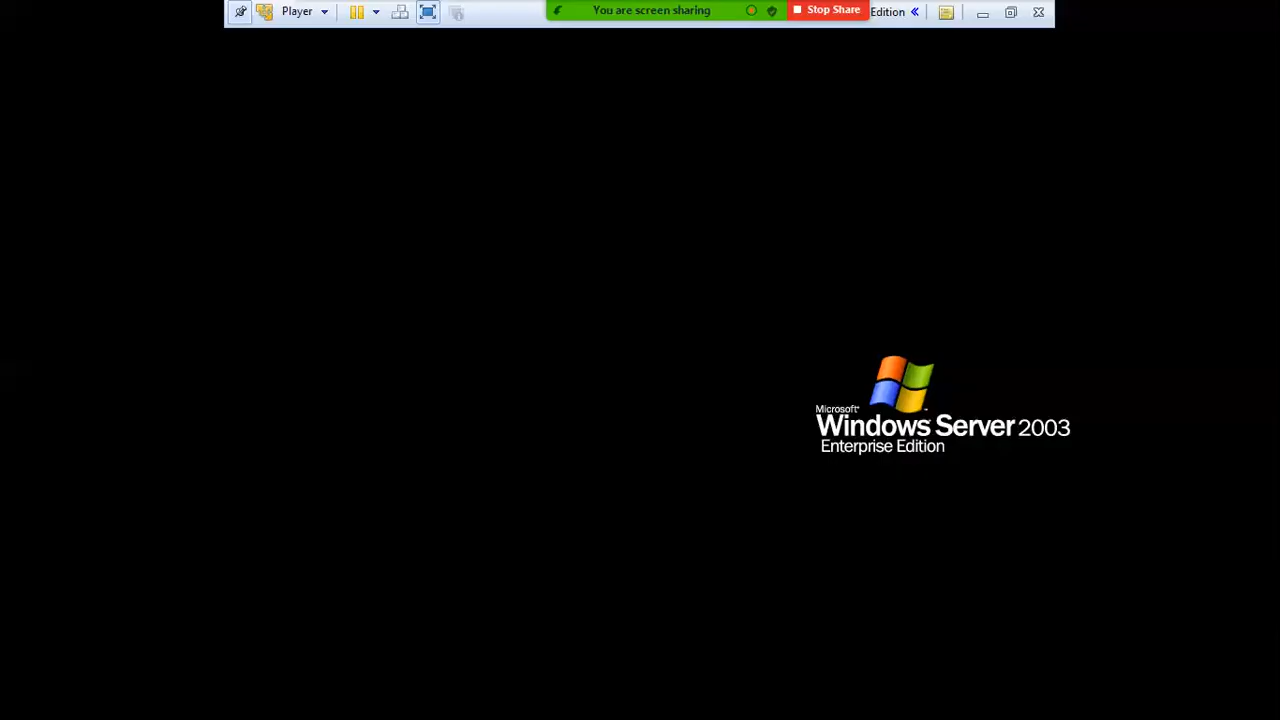 Player You are screen sharing Stop Share Edition
Microsoft
Windows Server 2003
Enterprise Edition